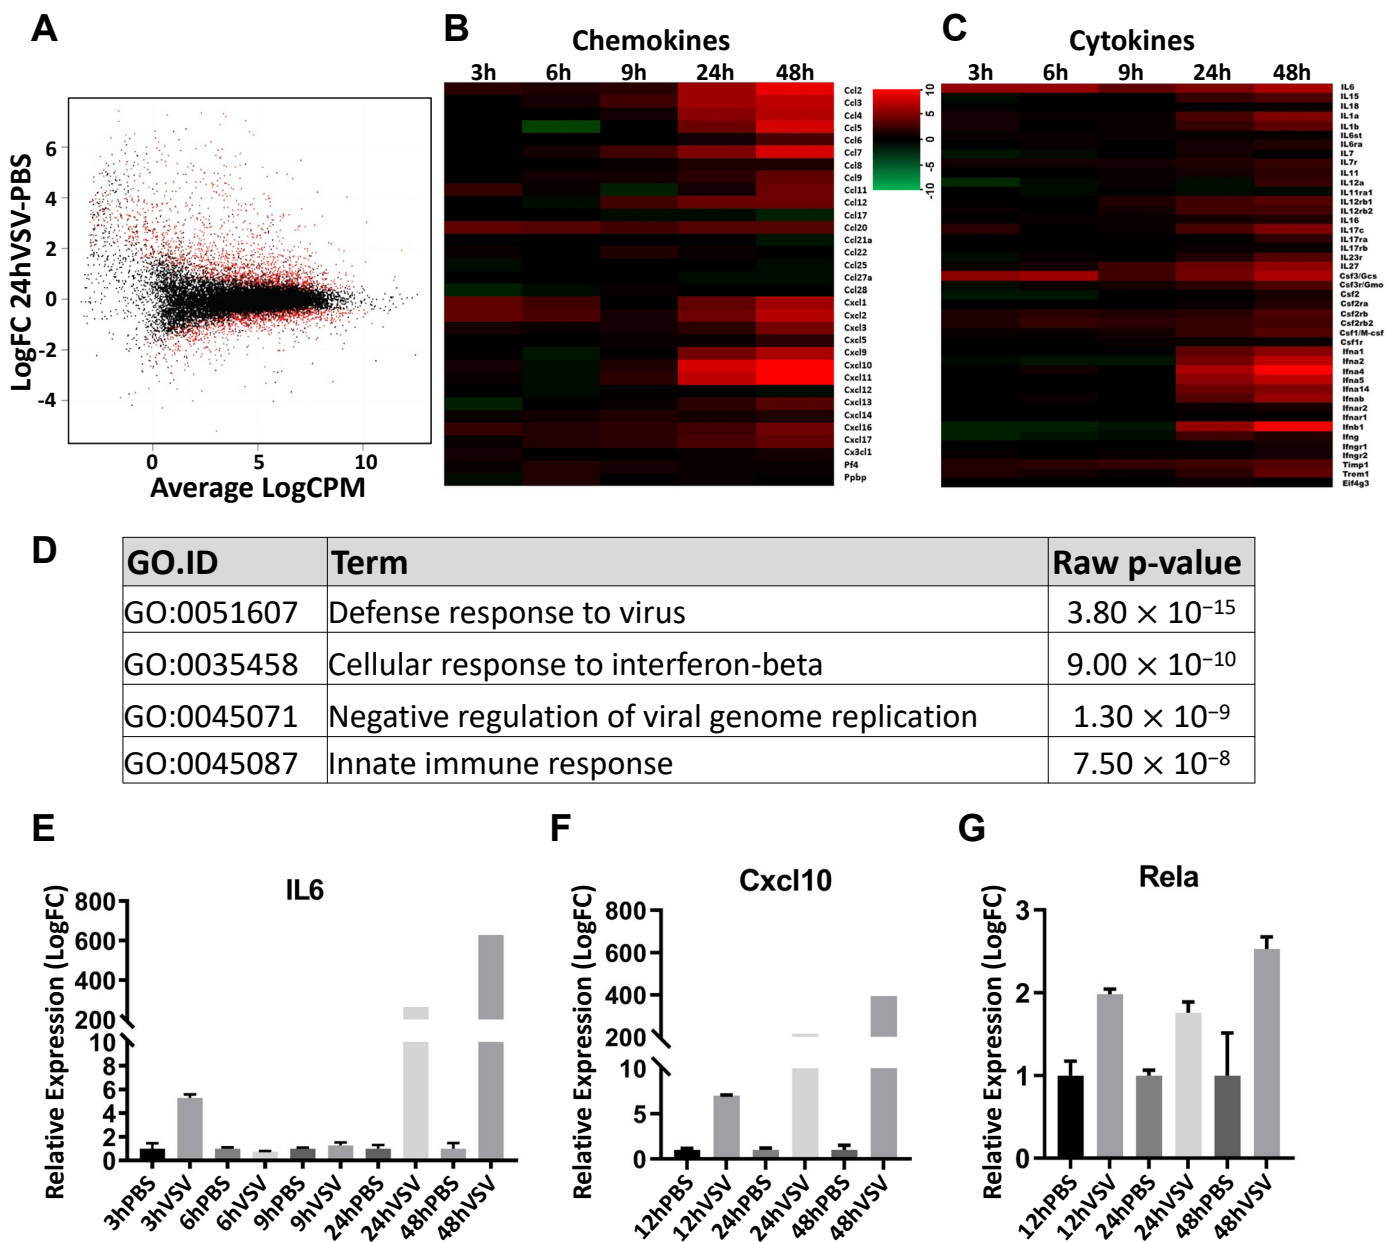 A
LogFC 24hVSV-PBS
6
4
2
0
-2
-4
0 5 10
Average LogCPM
B
Chemokines
3h 6h 9h 24h 48h
Ccl2
Ccl3
Ccl4
Ccl5
Ccl6
Ccl7
Ccl8
Ccl9
Ccl11
Ccl12
Ccl17
Ccl20
Ccl21a
Ccl22
Ccl25
Ccl27a
Ccl28
Cxcl1
Cxcl2
Cxcl3
Cxcl5
Cxcl9
Cxcl10
Cxcl11
Cxcl12
Cxcl13
Cxcl14
Cxcl16
Cxcl17
Cx3cl1
Pf4
Ppbp
10
5
0
-5
-10
C
Cytokines
3h 6h 9h 24h 48h
IL6
IL15
IL18
IL1a
IL1b
IL6st
IL6ra
IL7
IL7r
IL11
IL12a
IL11ra1
IL12rb1
IL12rb2
IL16
IL17c
IL17ra
IL17rb
IL23r
IL27
Csf3/Gcs
Csf3r/Gmo
Csf2
Csf2ra
Csf2rb
Csf2rb2
Csf1/M-csf
Csf1r
Ifna1
Ifna2
Ifna4
Ifna5
Ifna14
Ifnab
Ifnar2
Ifnar1
Ifnb1
Ifng
Ifngr1
Ifngr2
Timp1
Trem1
Eif4g3
D
GO.ID Term Raw p-value
GO:0051607 Defense response to virus 3.80 × 10⁻¹⁵
GO:0035458 Cellular response to interferon-beta 9.00 × 10⁻¹⁰
GO:0045071 Negative regulation of viral genome replication 1.30 × 10⁻⁹
GO:0045087 Innate immune response 7.50 × 10⁻⁸
E
IL6
Relative Expression (LogFC)
800
600
400
200
10
8
6
4
2
0
3hPBS 3hVSV 6hPBS 6hVSV 9hPBS 9hVSV 24hPBS 24hVSV 48hPBS 48hVSV
F
Cxcl10
Relative Expression (LogFC)
800
600
400
200
10
5
0
12hPBS 12hVSV 24hPBS 24hVSV 48hPBS 48hVSV
G
Rela
Relative Expression (LogFC)
3
2
1
0
12hPBS 12hVSV 24hPBS 24hVSV 48hPBS 48hVSV